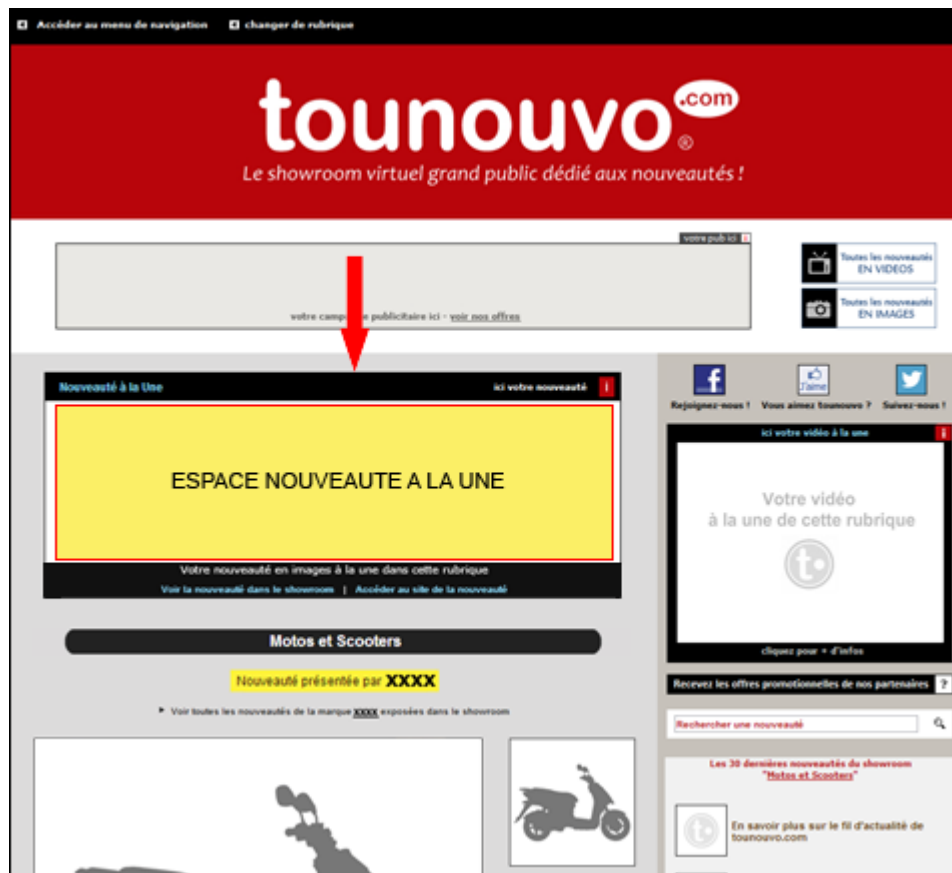 Accéder au menu de navigation
changer de rubrique
tounouvo.com®
Le showroom virtuel grand public dédié aux nouveautés !
votre pub ici i
votre campagne publicitaire ici - voir nos offres
Toutes les nouveautés
EN VIDEOS
Toutes les nouveautés
EN IMAGES
Nouveauté à la Une
ici votre nouveauté i
ESPACE NOUVEAUTE A LA UNE
Votre nouveauté en images à la une dans cette rubrique
Voir la nouveauté dans le showroom | Accéder au site de la nouveauté
Motos et Scooters
Nouveauté présentée par XXXX
Voir toutes les nouveautés de la marque XXXX exposées dans le showroom
f
J'aime
Rejoignez-nous ! Vous aimez tounouvo ? Suivez-nous !
ici votre vidéo à la une i
Votre vidéo
à la une de cette rubrique
t.
cliquez pour + d'infos
Recevez les offres promotionnelles de nos partenaires ?
Rechercher une nouveauté
Les 30 dernières nouveautés du showroom
"Motos et Scooters"
t.
En savoir plus sur le fil d'actualité de
tounouvo.com